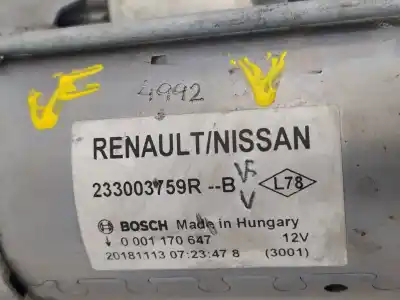 4992
RENAULT/NISSAN
233003759R --B L78
BOSCH Made in Hungary
0 001 170 647 12V
20181113 07:23:47 8 (3001)